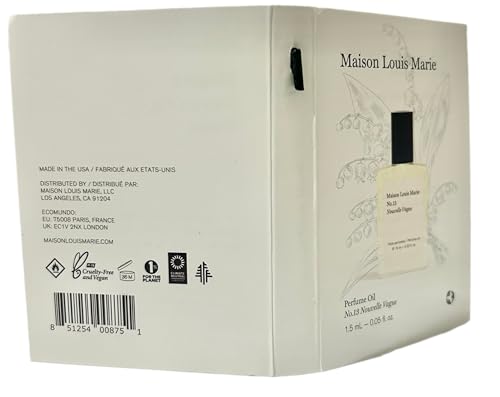 MADE IN THE USA / FABRIQUÉ AUX ETATS-UNIS
DISTRIBUTED BY / DISTRIBUÉ PAR:
MAISON LOUIS MARIE, LLC
LOS ANGELES, CA 91204
ECOMUNDO:
EU: 75008 PARIS, FRANCE
UK: EC1V 2NX LONDON
MAISONLOUISMARIE.COM
Cruelty-Free
and Vegan
36 M
1%
FOR THE
PLANET
8 51254 00875 1
Maison Louis Marie
Maison Louis Marie
No.13
Nouvelle Vague
Perfume Oil
No.13 Nouvelle Vague
1.5 mL – 0.05 fl. oz.